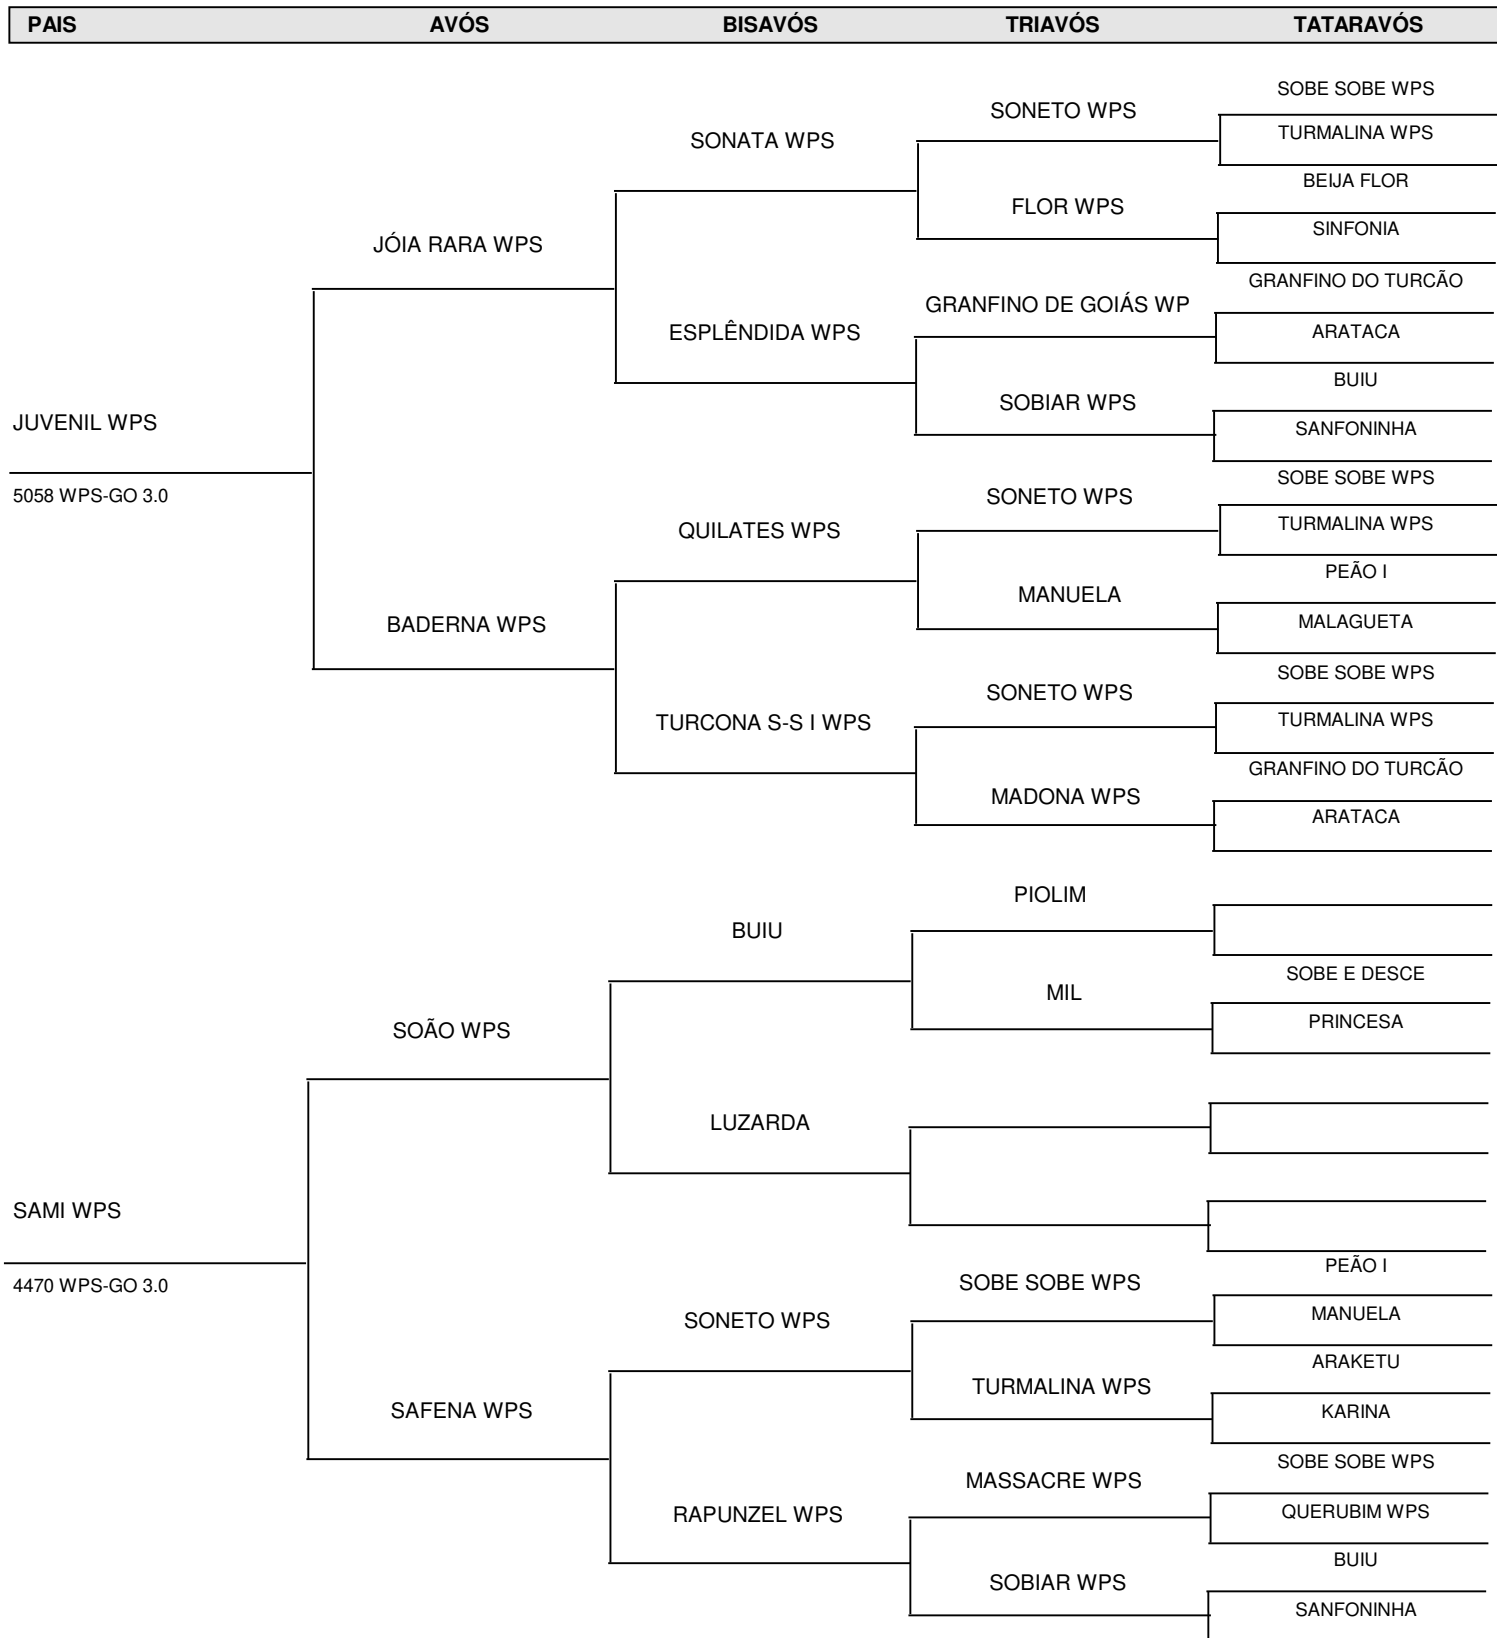 PAIS AVÓS BISAVÓS TRIAVÓS TATARAVÓS
SOBE SOBE WPS
SONETO WPS
TURMALINA WPS
SONATA WPS
BEIJA FLOR
FLOR WPS
SINFONIA
JÓIA RARA WPS
GRANFINO DO TURCÃO
GRANFINO DE GOIÁS WP
ARATACA
ESPLÊNDIDA WPS
BUIU
SOBIAR WPS
SANFONINHA
JUVENIL WPS
5058 WPS-GO 3.0
SOBE SOBE WPS
SONETO WPS
TURMALINA WPS
QUILATES WPS
PEÃO I
MANUELA
MALAGUETA
BADERNA WPS
SOBE SOBE WPS
SONETO WPS
TURMALINA WPS
TURCONA S-S I WPS
GRANFINO DO TURCÃO
MADONA WPS
ARATACA
PIOLIM
BUIU
SOBE E DESCE
MIL
PRINCESA
SOÃO WPS
LUZARDA
SAMI WPS
4470 WPS-GO 3.0
PEÃO I
SOBE SOBE WPS
MANUELA
SONETO WPS
ARAKETU
TURMALINA WPS
KARINA
SAFENA WPS
SOBE SOBE WPS
MASSACRE WPS
QUERUBIM WPS
RAPUNZEL WPS
BUIU
SOBIAR WPS
SANFONINHA